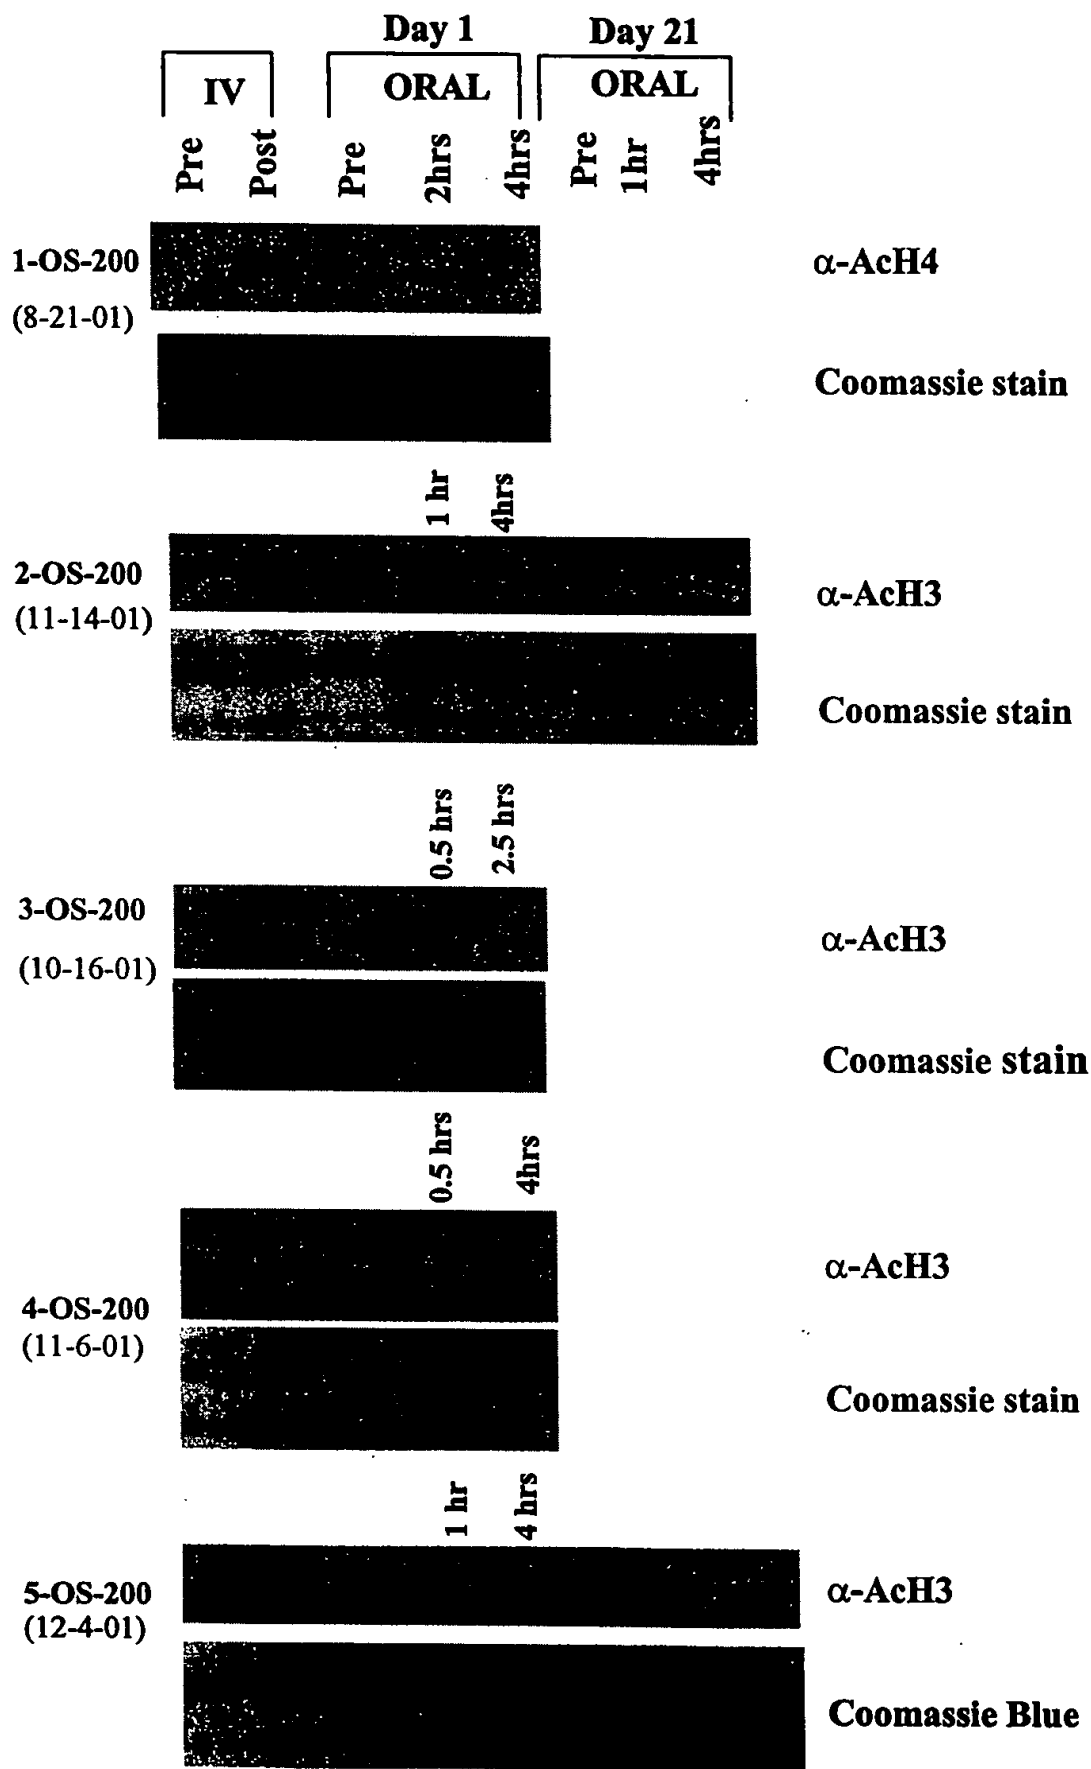 Day 1 Day 21
IV ORAL ORAL
Pre Post Pre 2hrs 4hrs Pre 1hr 4hrs
1-OS-200 α-AcH4
(8-21-01)
Coomassie stain
1 hr 4hrs
2-OS-200 α-AcH3
(11-14-01)
Coomassie stain
0.5 hrs 2.5 hrs
3-OS-200 α-AcH3
(10-16-01)
Coomassie stain
0.5 hrs 4hrs
α-AcH3
4-OS-200
(11-6-01)
Coomassie stain
1 hr 4 hrs
5-OS-200 α-AcH3
(12-4-01)
Coomassie Blue